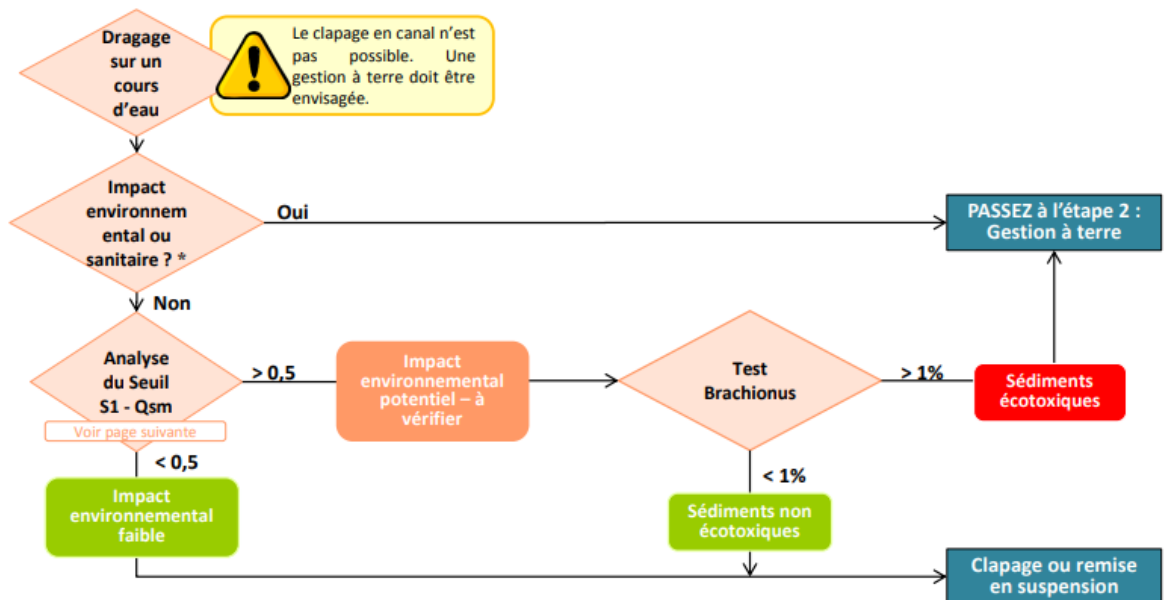 Dragage
sur un
cours
d’eau
Le clapage en canal n’est
pas possible. Une
gestion à terre doit être
envisagée.
Impact
environnem
ental ou
sanitaire ? *
Oui
PASSEZ à l’étape 2 :
Gestion à terre
Non
Analyse
du Seuil
S1 - Qsm
Voir page suivante
> 0,5
Impact
environnemental
potentiel – à
vérifier
Test
Brachionus
> 1%
Sédiments
écotoxiques
< 0,5
Impact
environnemental
faible
< 1%
Sédiments non
écotoxiques
Clapage ou remise
en suspension